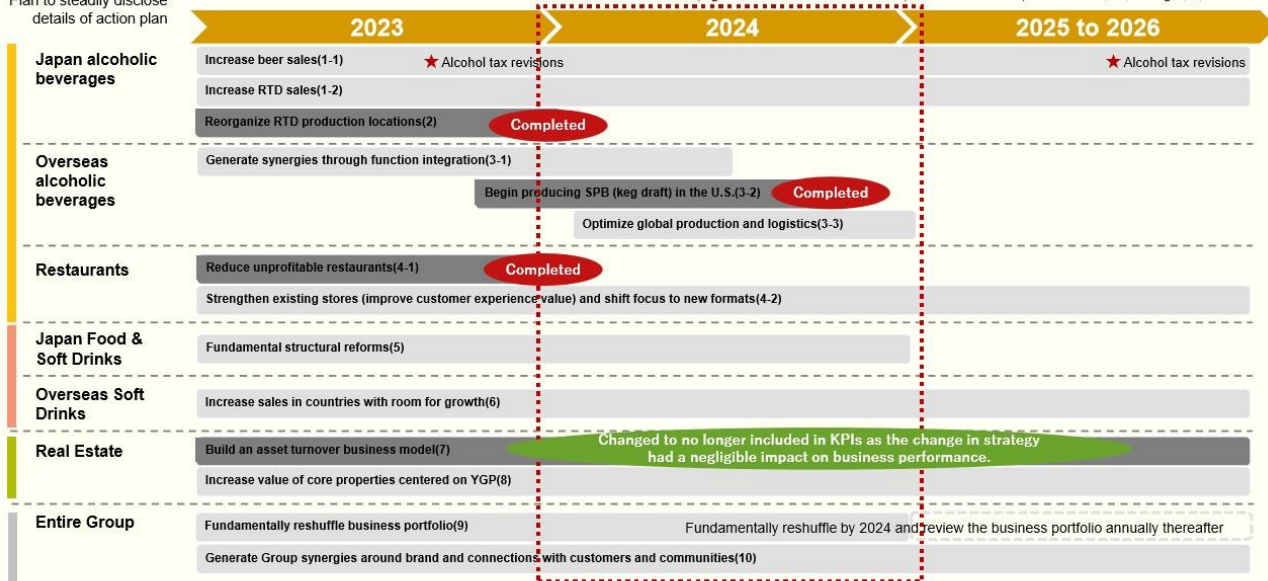 Plan to steadily disclose
details of action plan
2023
2024
2025 to 2026
Japan alcoholic
beverages
Increase beer sales(1-1)
★ Alcohol tax revisions
★ Alcohol tax revisions
Increase RTD sales(1-2)
Reorganize RTD production locations(2)
Completed
Overseas
alcoholic
beverages
Generate synergies through function integration(3-1)
Begin producing SPB (keg draft) in the U.S.(3-2)
Completed
Optimize global production and logistics(3-3)
Restaurants
Reduce unprofitable restaurants(4-1)
Completed
Strengthen existing stores (improve customer experience value) and shift focus to new formats(4-2)
Japan Food &
Soft Drinks
Fundamental structural reforms(5)
Overseas Soft
Drinks
Increase sales in countries with room for growth(6)
Real Estate
Build an asset turnover business model(7)
Changed to no longer included in KPIs as the change in strategy
had a negligible impact on business performance.
Increase value of core properties centered on YGP(8)
Entire Group
Fundamentally reshuffle business portfolio(9)
Fundamentally reshuffle by 2024 and review the business portfolio annually thereafter
Generate Group synergies around brand and connections with customers and communities(10)